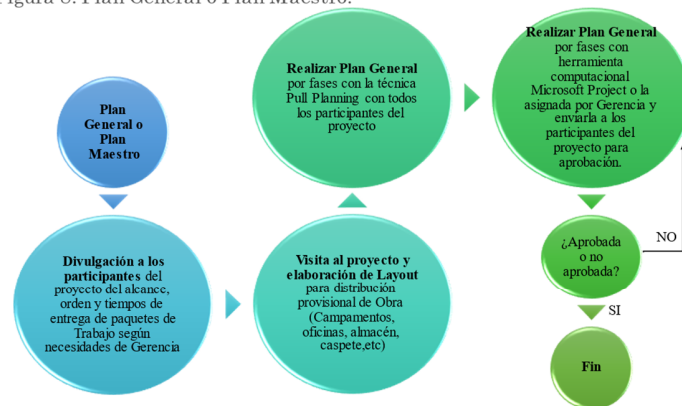 Figura 8. Plan General o Plan Maestro.
Plan
General o
Plan
Maestro
Divulgación a los
participantes del
proyecto del alcance,
orden y tiempos de
entrega de paquetes de
Trabajo según
necesidades de Gerencia
Visita al proyecto y
elaboración de Layout
para distribución
provisional de Obra
(Campamentos,
oficinas, almacén,
caspete,etc)
Realizar Plan General
por fases con la técnica
Pull Planning con todos
los participantes del
proyecto
Realizar Plan General
por fases con
herramienta
computacional
Microsoft Project o la
asignada por Gerencia y
enviarla a los
participantes del
proyecto para
aprobación.
¿Aprobada
o no
aprobada?
NO
SI
Fin